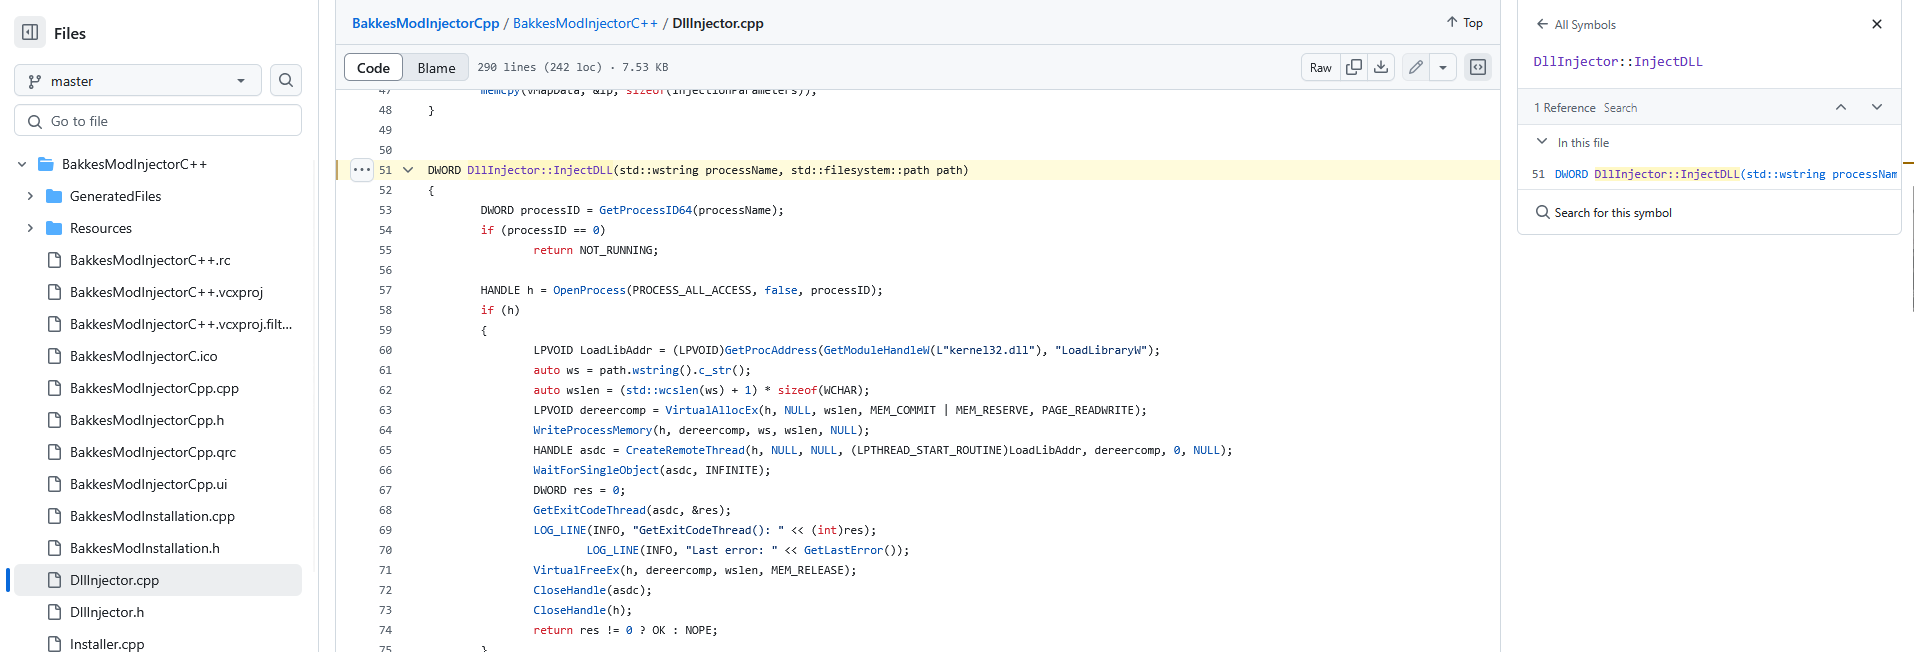 Files
master
Go to file
BakkesModInjectorC++
GeneratedFiles
Resources
BakkesModInjectorC++.rc
BakkesModInjectorC++.vcxproj
BakkesModInjectorC++.vcxproj.filt...
BakkesModInjectorC.ico
BakkesModInjectorCpp.cpp
BakkesModInjectorCpp.h
BakkesModInjectorCpp.qrc
BakkesModInjectorCpp.ui
BakkesModInstallation.cpp
BakkesModInstallation.h
DllInjector.cpp
DllInjector.h
Installer.cpp
BakkesModInjectorCpp / BakkesModInjectorC++ / DllInjector.cpp
Top
Code Blame 290 lines (242 loc) · 7.53 KB
Raw
47 memcpy(vMapData, &ip, sizeof(InjectionParameters));
48 }
49
50
51 DWORD DllInjector::InjectDLL(std::wstring processName, std::filesystem::path path)
52 {
53 DWORD processID = GetProcessID64(processName);
54 if (processID == 0)
55 return NOT_RUNNING;
56
57 HANDLE h = OpenProcess(PROCESS_ALL_ACCESS, false, processID);
58 if (h)
59 {
60 LPVOID LoadLibAddr = (LPVOID)GetProcAddress(GetModuleHandleW(L"kernel32.dll"), "LoadLibraryW");
61 auto ws = path.wstring().c_str();
62 auto wslen = (std::wcslen(ws) + 1) * sizeof(WCHAR);
63 LPVOID dereercomp = VirtualAllocEx(h, NULL, wslen, MEM_COMMIT | MEM_RESERVE, PAGE_READWRITE);
64 WriteProcessMemory(h, dereercomp, ws, wslen, NULL);
65 HANDLE asdc = CreateRemoteThread(h, NULL, NULL, (LPTHREAD_START_ROUTINE)LoadLibAddr, dereercomp, 0, NULL);
66 WaitForSingleObject(asdc, INFINITE);
67 DWORD res = 0;
68 GetExitCodeThread(asdc, &res);
69 LOG_LINE(INFO, "GetExitCodeThread(): " << (int)res);
70 LOG_LINE(INFO, "Last error: " << GetLastError());
71 VirtualFreeEx(h, dereercomp, wslen, MEM_RELEASE);
72 CloseHandle(asdc);
73 CloseHandle(h);
74 return res != 0 ? OK : NOPE;
75 }
All Symbols
DllInjector::InjectDLL
1 Reference Search
In this file
51 DWORD DllInjector::InjectDLL(std::wstring processNam
Search for this symbol